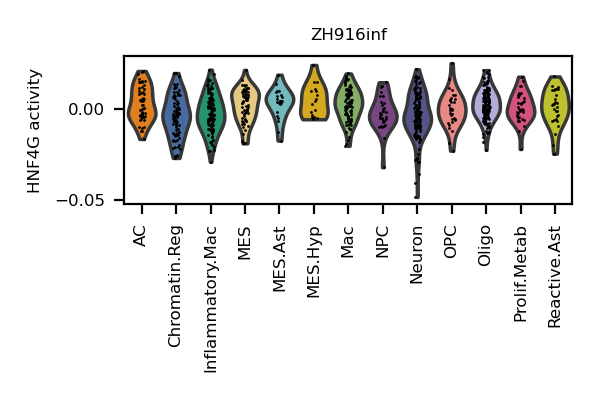 ZH916inf
HNF4G activity
0.00
−0.05
AC
Chromatin.Reg
Inflammatory.Mac
MES
MES.Ast
MES.Hyp
Mac
NPC
Neuron
OPC
Oligo
Prolif.Metab
Reactive.Ast